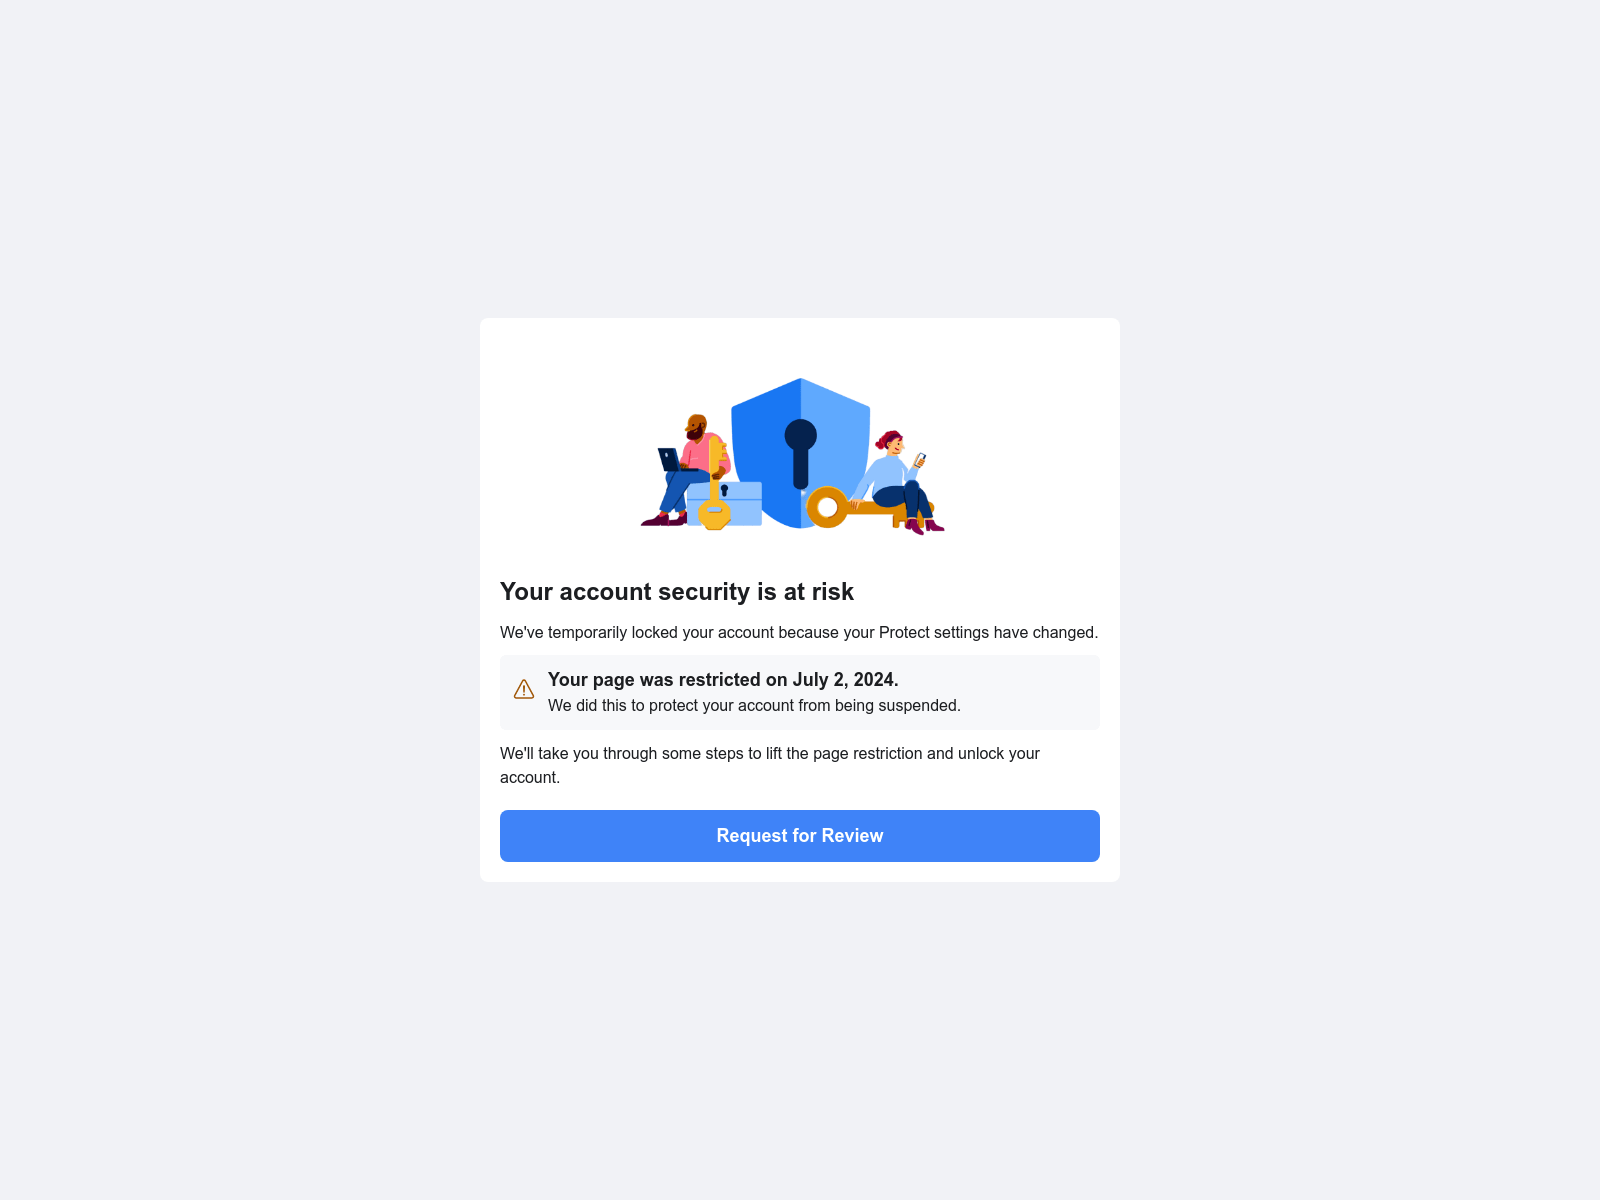 Your account security is at risk
We've temporarily locked your account because your Protect settings have changed.
Your page was restricted on July 2, 2024.
We did this to protect your account from being suspended.
We'll take you through some steps to lift the page restriction and unlock your
account.
Request for Review